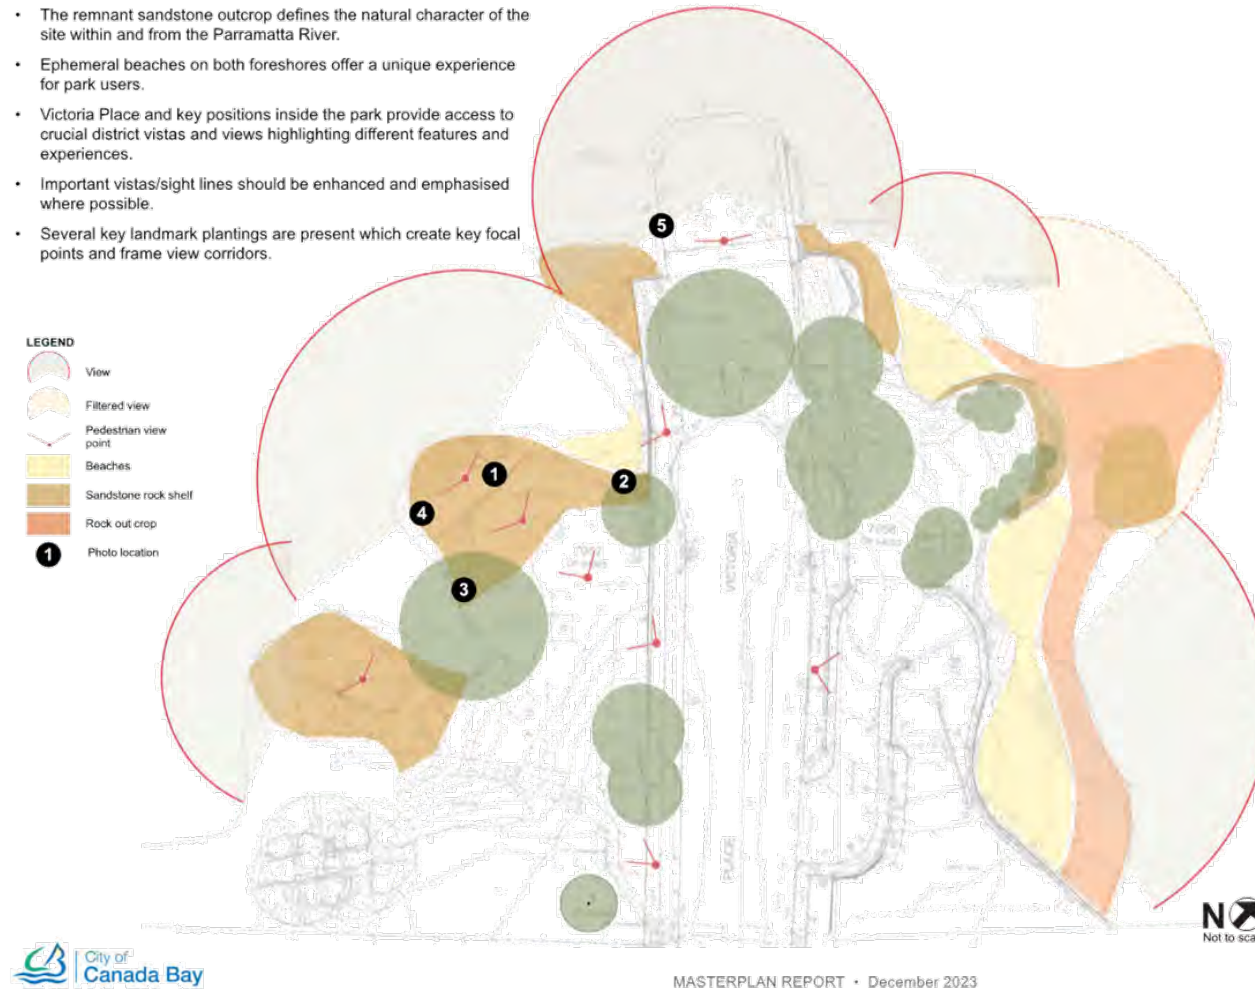 • The remnant sandstone outcrop defines the natural character of the
site within and from the Parramatta River.
• Ephemeral beaches on both foreshores offer a unique experience
for park users.
• Victoria Place and key positions inside the park provide access to
crucial district vistas and views highlighting different features and
experiences.
• Important vistas/sight lines should be enhanced and emphasised
where possible.
• Several key landmark plantings are present which create key focal
points and frame view corridors.
LEGEND
View
Filtered view
Pedestrian view
point
Beaches
Sandstone rock shelf
Rock out crop
1 Photo location
5
1
2
4
3
VICTORIA
PLACE
N
Not to sca
City of
Canada Bay
MASTERPLAN REPORT • December 2023